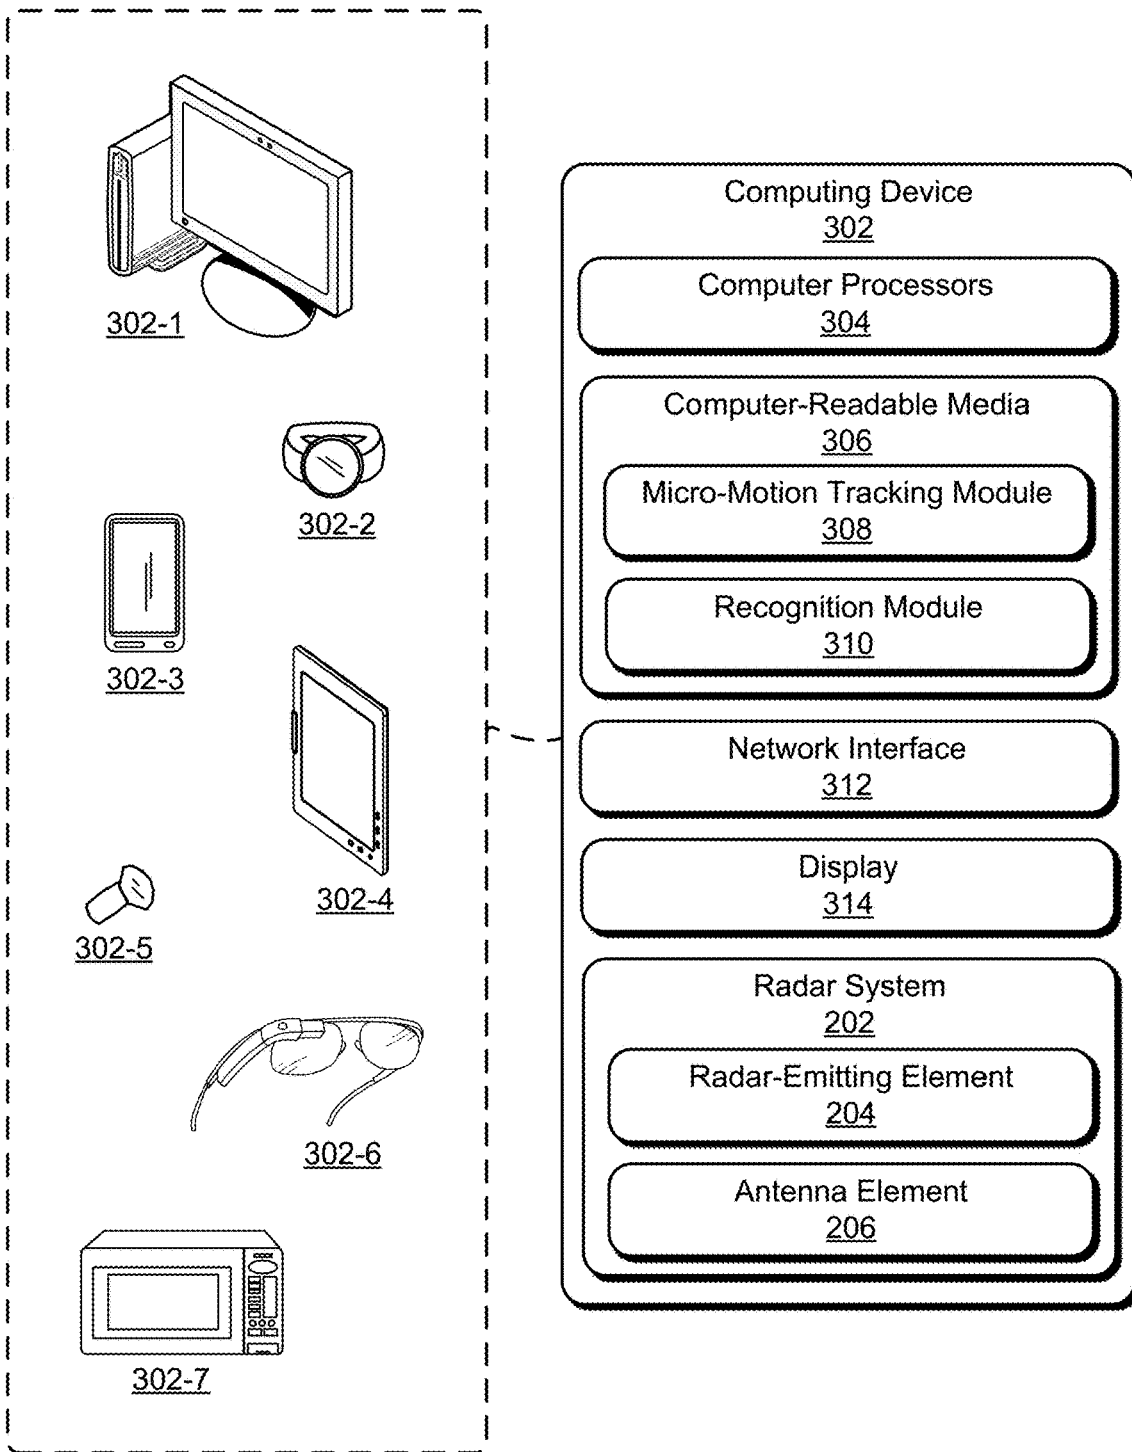 302-1
302-2
302-3
302-4
302-5
302-6
302-7
Computing Device
302
Computer Processors
304
Computer-Readable Media
306
Micro-Motion Tracking Module
308
Recognition Module
310
Network Interface
312
Display
314
Radar System
202
Radar-Emitting Element
204
Antenna Element
206